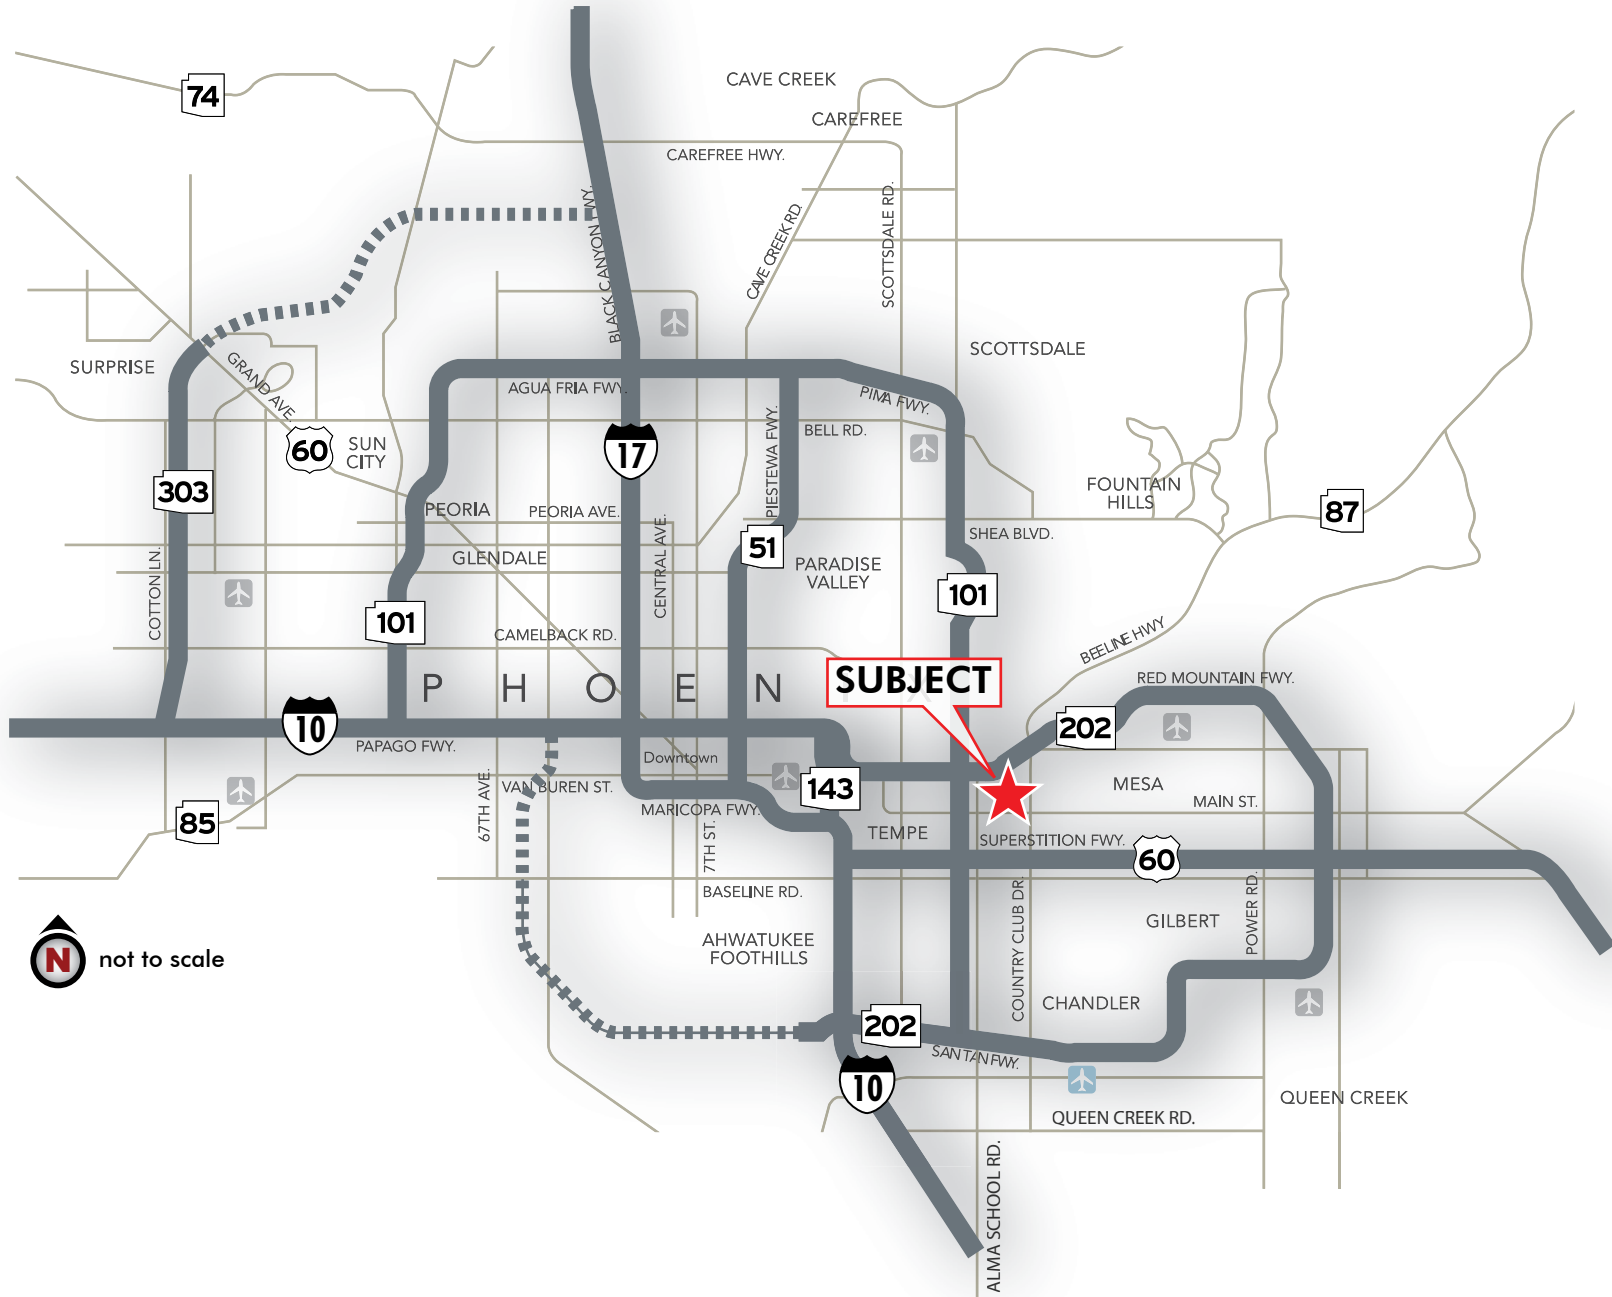 CAVE CREEK
74
CAREFREE
CAREFREE HWY.
BLACK CANYON FWY.
CAVE CREEK RD.
SCOTTSDALE RD.
SURPRISE
GRAND AVE.
SCOTTSDALE
AGUA FRIA FWY.
PIMA FWY.
60
SUN
CITY
17
PIESTEWA FWY.
BELL RD.
303
PEORIA
PEORIA AVE.
FOUNTAIN
HILLS
87
51
SHEA BLVD.
GLENDALE
CENTRAL AVE.
PARADISE
VALLEY
COTTON LN.
101
101
CAMELBACK RD.
BEELINE HWY
PHOEN
SUBJECT
RED MOUNTAIN FWY.
10
202
PAPAGO FWY.
Downtown
67TH AVE.
VAN BUREN ST.
143
MESA
MAIN ST.
MARICOPA FWY.
85
7TH ST.
TEMPE
SUPERSTITION FWY.
60
BASELINE RD.
COUNTRY CLUB DR.
POWER RD.
GILBERT
AHWATUKEE
FOOTHILLS
N
not to scale
CHANDLER
202
SANTAN FWY.
10
QUEEN CREEK RD.
QUEEN CREEK
ALMA SCHOOL RD.